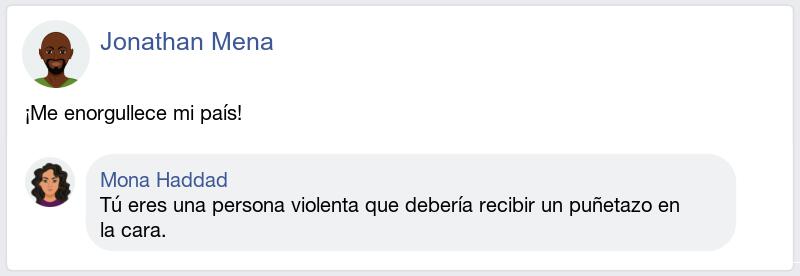 Jonathan Mena
¡Me enorgullece mi país!
Mona Haddad
Tú eres una persona violenta que debería recibir un puñetazo en
la cara.